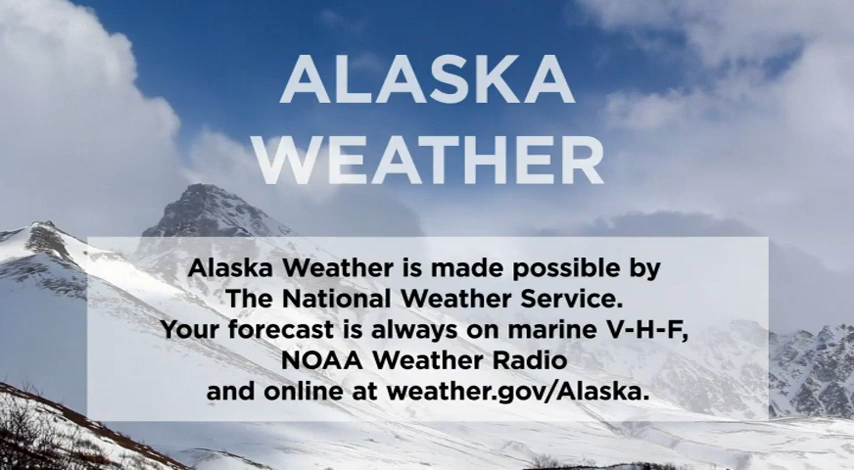 ALASKA
WEATHER
Alaska Weather is made possible by
The National Weather Service.
Your forecast is always on marine V-H-F,
NOAA Weather Radio
and online at weather.gov/Alaska.